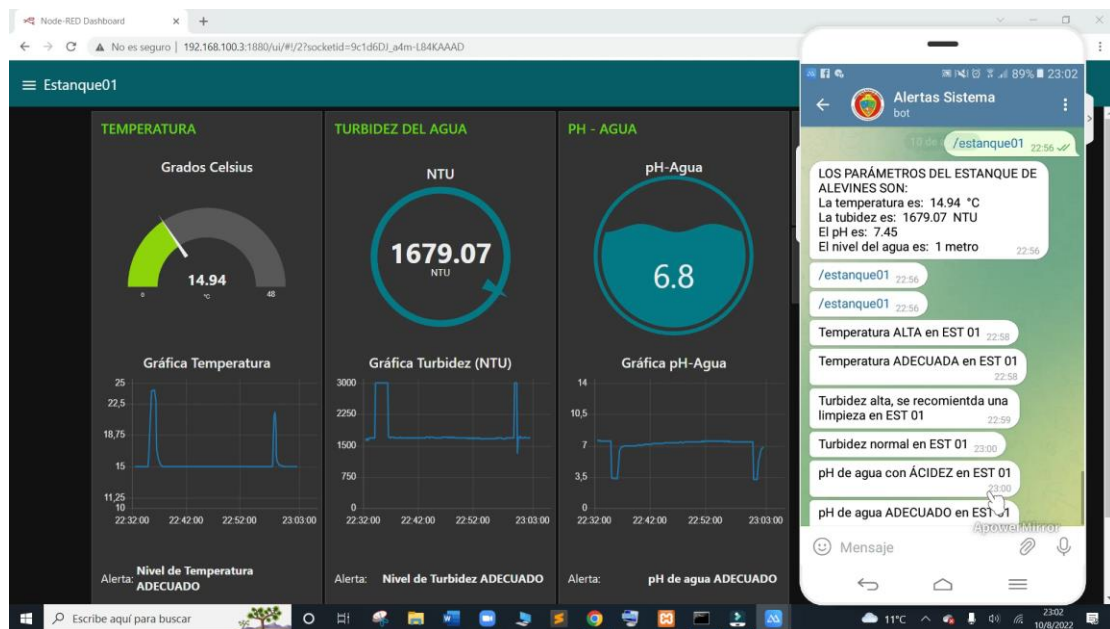 Node-RED Dashboard
No es seguro | 192.168.100.3:1880/ui/#!/2?socketid=9c1d6DJ_a4m-L84KAAAD
Estanque01
TEMPERATURA
Grados Celsius
14.94
°C
0
48
Gráfica Temperatura
25
22,5
18,75
15
11,25
10
22:32:00 22:42:00 22:52:00 23:03:00
Alerta: Nivel de Temperatura
ADECUADO
TURBIDEZ DEL AGUA
NTU
1679.07
NTU
Gráfica Turbidez (NTU)
3000
2250
1500
750
0
22:32:00 22:42:00 22:52:00 23:03:00
Alerta: Nivel de Turbidez ADECUADO
PH - AGUA
pH-Agua
6.8
Gráfica pH-Agua
14
10,5
7
3,5
0
22:32:00 22:42:00 22:52:00 23:03:00
Alerta: pH de agua ADECUADO
89% 23:02
Alertas Sistema
bot
/estanque01 22:56
LOS PARÁMETROS DEL ESTANQUE DE
ALEVINES SON:
La temperatura es: 14.94 °C
La tubidez es: 1679.07 NTU
El pH es: 7.45
El nivel del agua es: 1 metro 22:56
/estanque01 22:56
/estanque01 22:56
Temperatura ALTA en EST 01 22:58
Temperatura ADECUADA en EST 01
22:58
Turbidez alta, se recomientda una
limpieza en EST 01 22:59
Turbidez normal en EST 01 23:00
pH de agua con ÁCIDEZ en EST 01
23:00
pH de agua ADECUADO en EST 01
ApowerMirror
Mensaje
Escribe aquí para buscar
11°C
23:02
10/8/2022